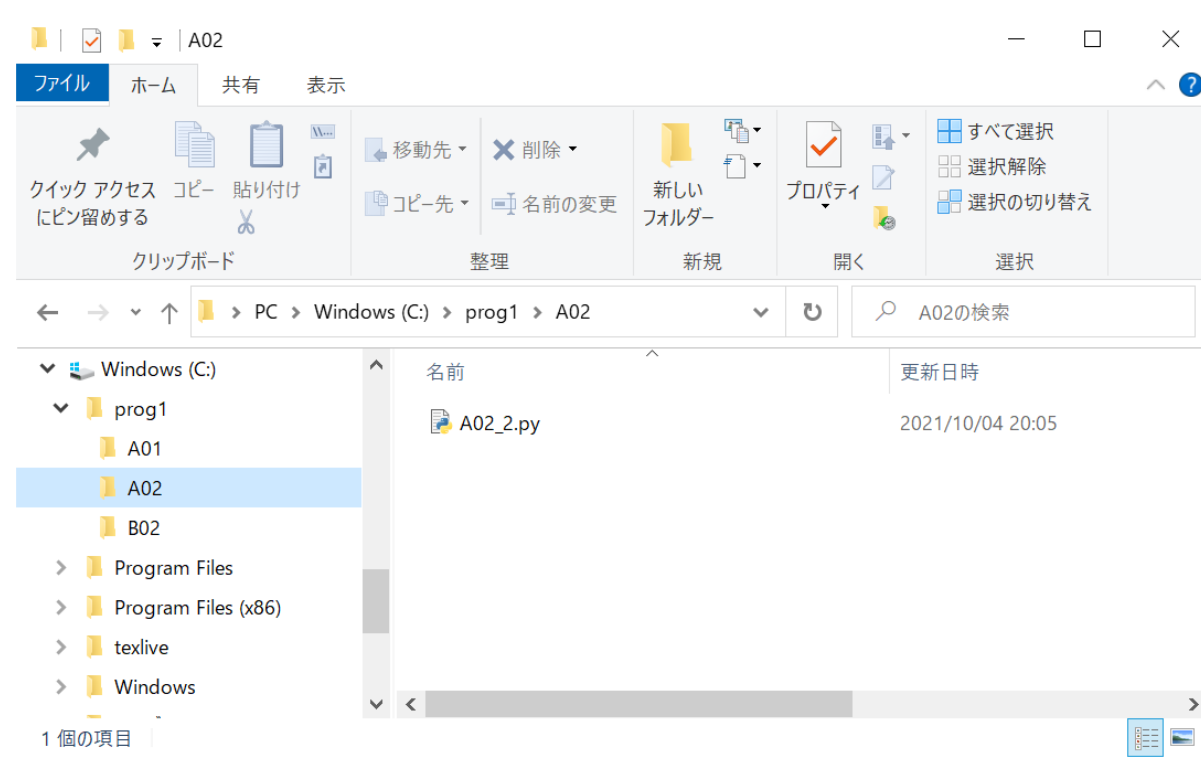 A02
ファイル ホーム 共有 表示
クイック アクセス
にピン留めする
コピー
貼り付け
移動先
コピー先
削除
名前の変更
新しい
フォルダー
プロパティ
すべて選択
選択解除
選択の切り替え
クリップボード 整理 新規 開く 選択
PC Windows (C:) prog1 A02
A02の検索
Windows (C:)
prog1
A01
A02
B02
Program Files
Program Files (x86)
texlive
Windows
名前 更新日時
A02_2.py 2021/10/04 20:05
1 個の項目